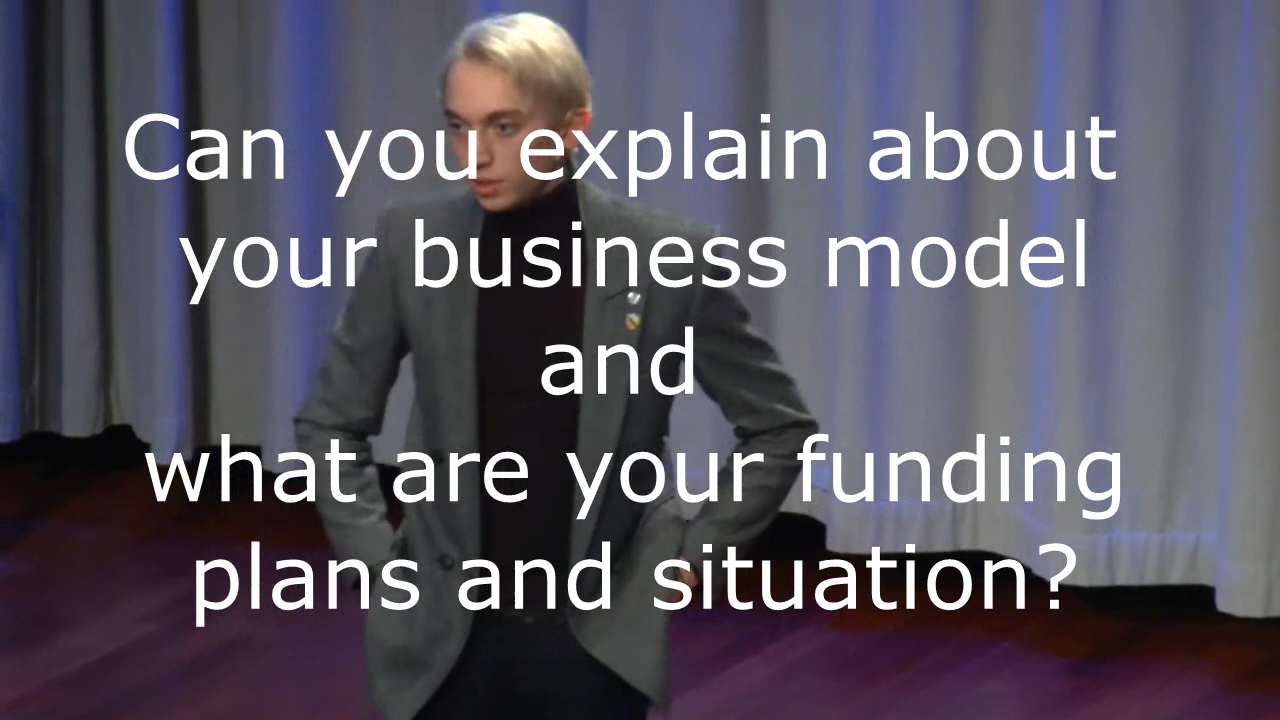 Can you explain about
your business model
and
what are your funding
plans and situation?